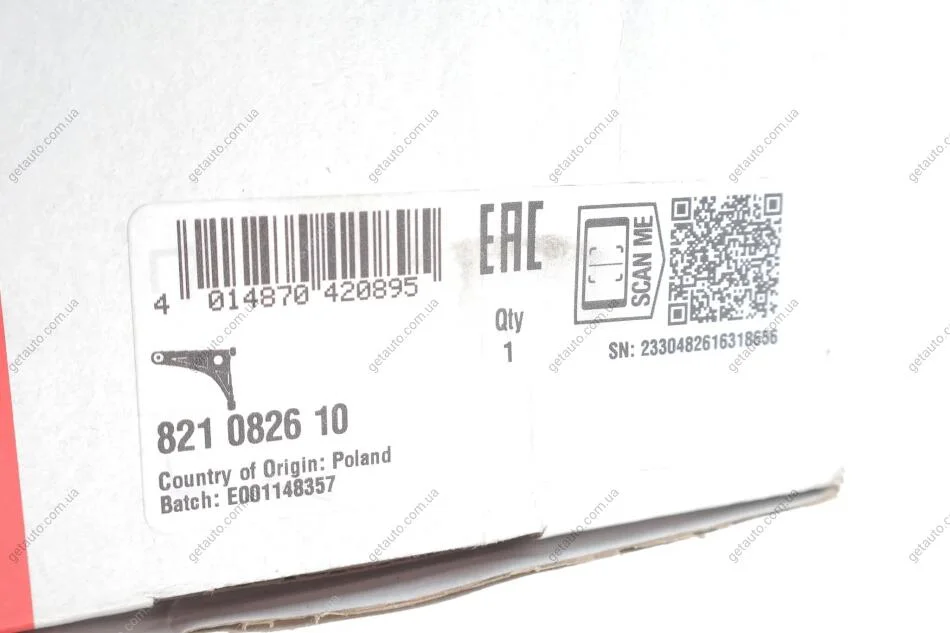 4 014870 420895
EAC
SCAN ME
Qty
1
SN: 2330482616318656
821 0826 10
Country of Origin: Poland
Batch: E001148357
getauto.com.ua